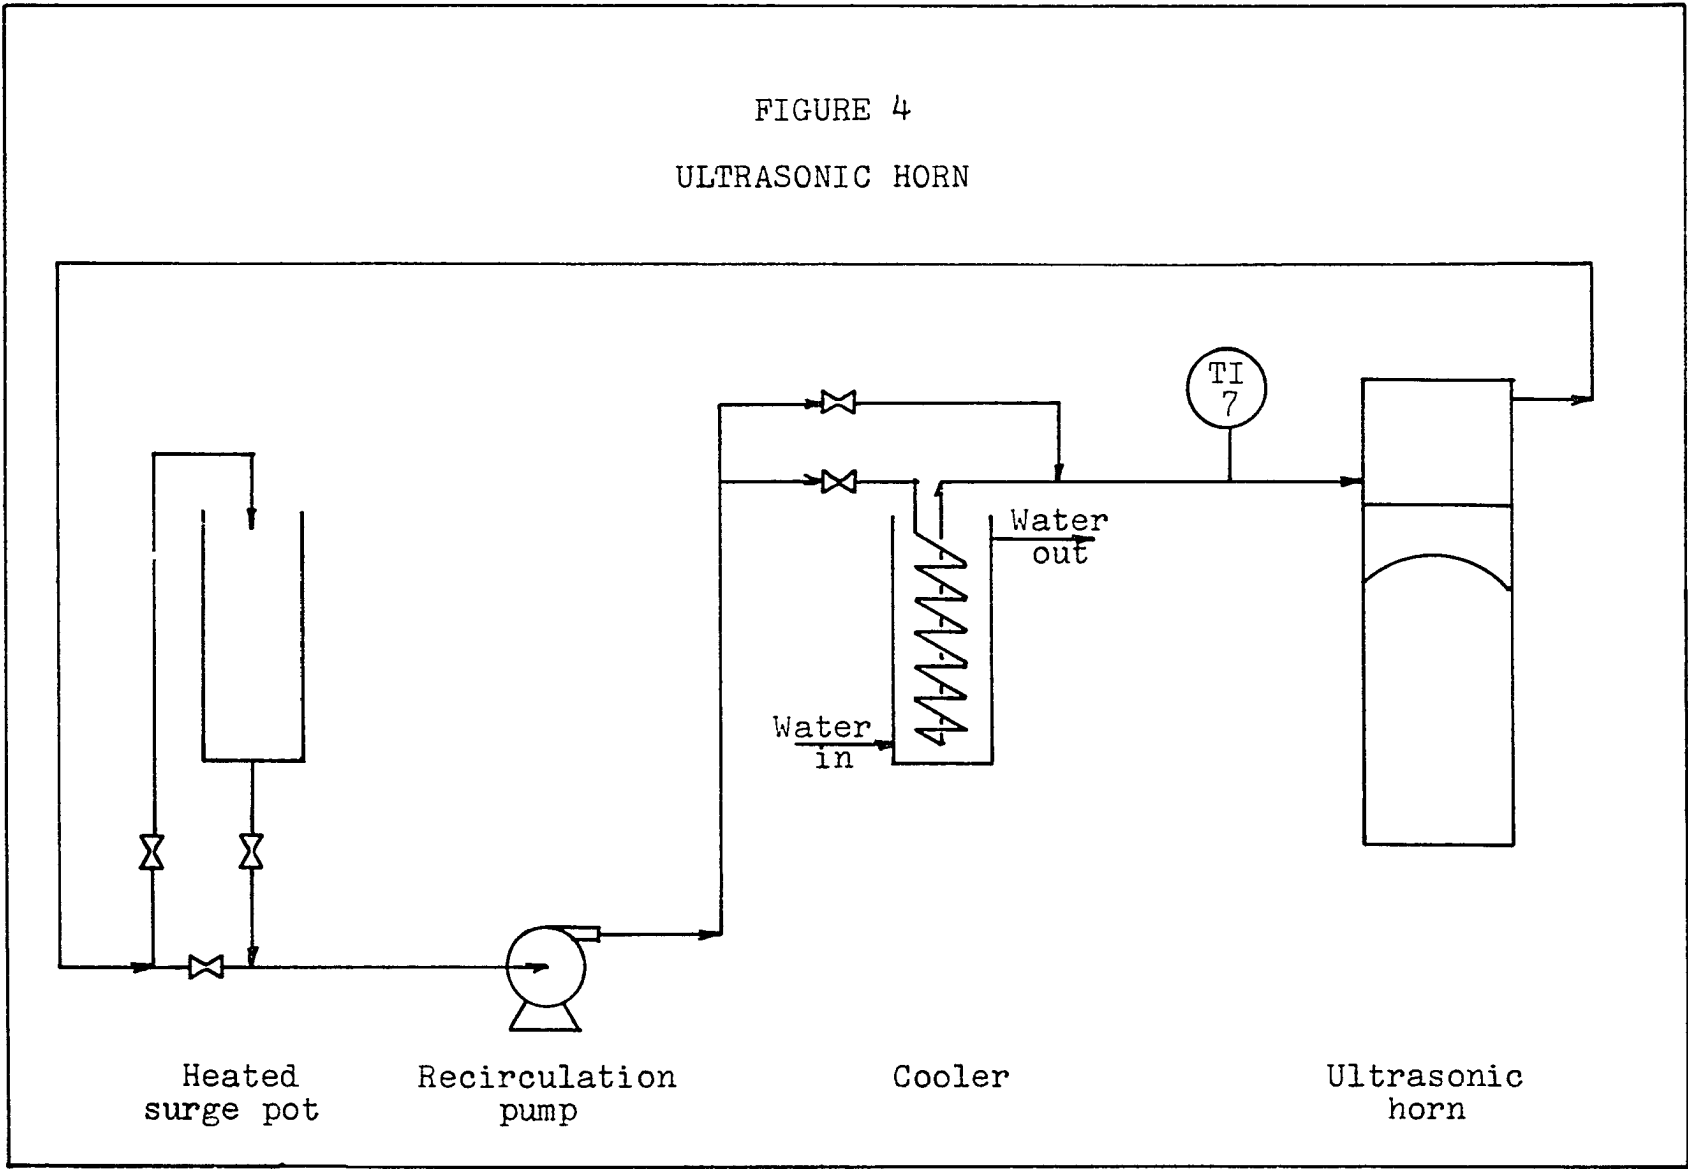 FIGURE 4
ULTRASONIC HORN
TI
7
Water
out
Water
in
Heated
surge pot
Recirculation
pump
Cooler
Ultrasonic
horn